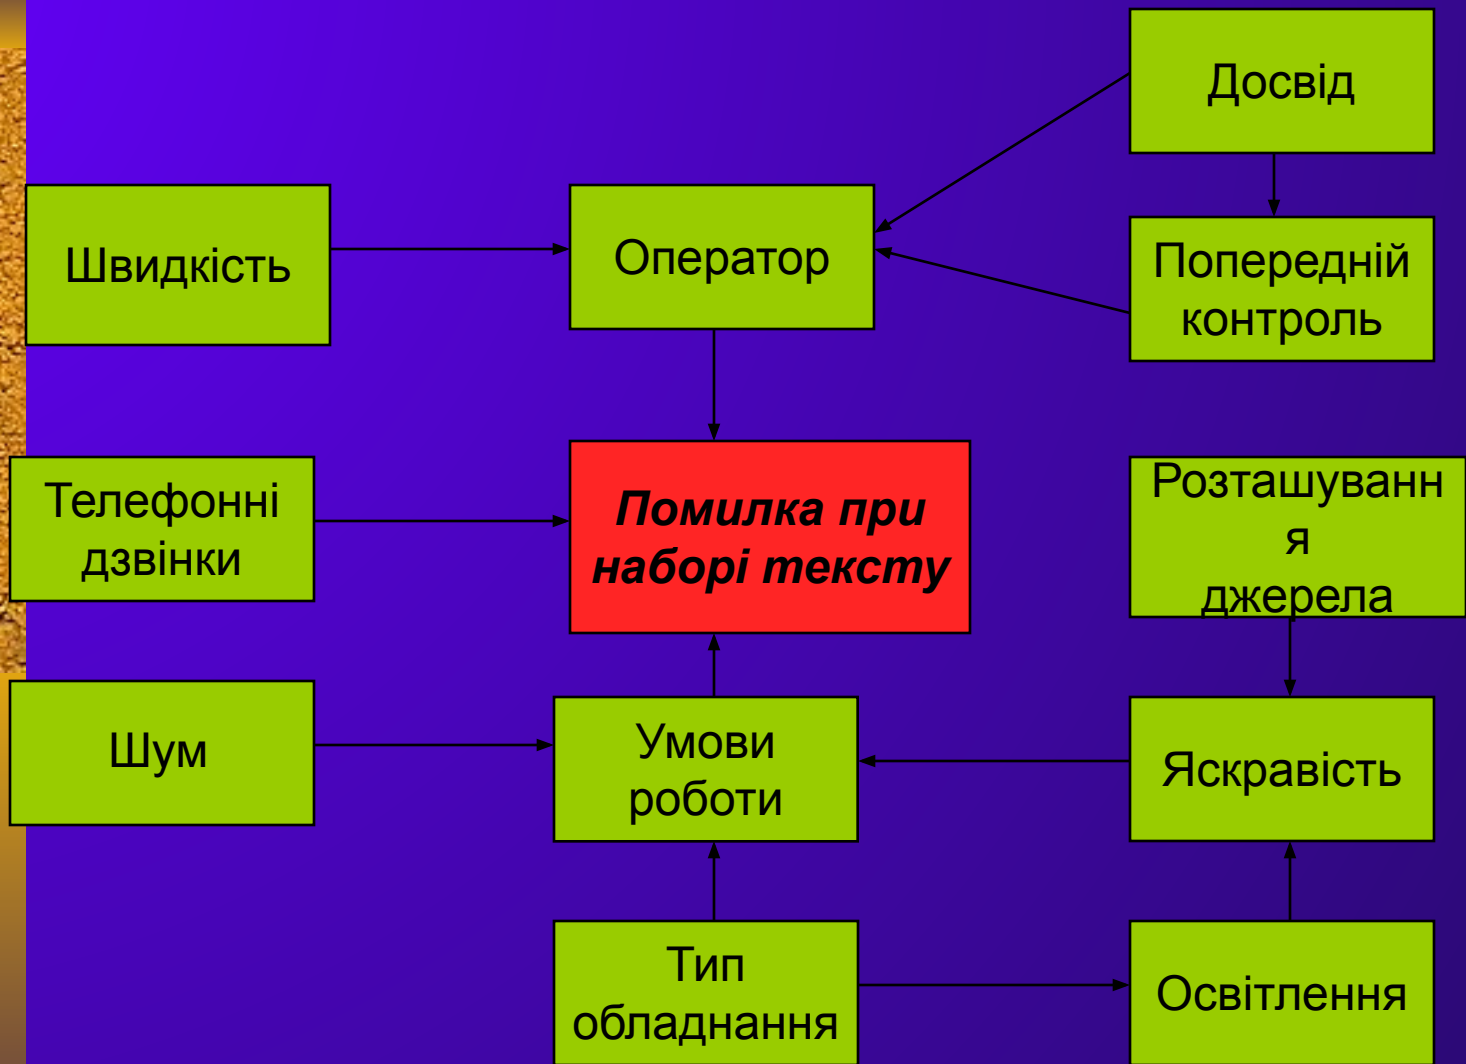 Досвід
Швидкість
Оператор
Попередній
контроль
Телефонні
дзвінки
Помилка при
наборі тексту
Розташуванн
я
джерела
Шум
Умови
роботи
Яскравість
Тип
обладнання
Освітлення